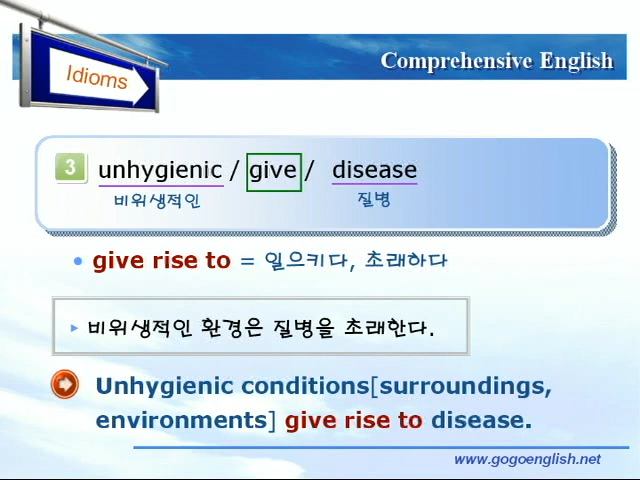 Idioms
Comprehensive English
3 unhygienic / give / disease
비위생적인 질병
• give rise to = 일으키다, 초래하다
▸ 비위생적인 환경은 질병을 초래한다.
Unhygienic conditions[surroundings,
environments] give rise to disease.
www.gogoenglish.net